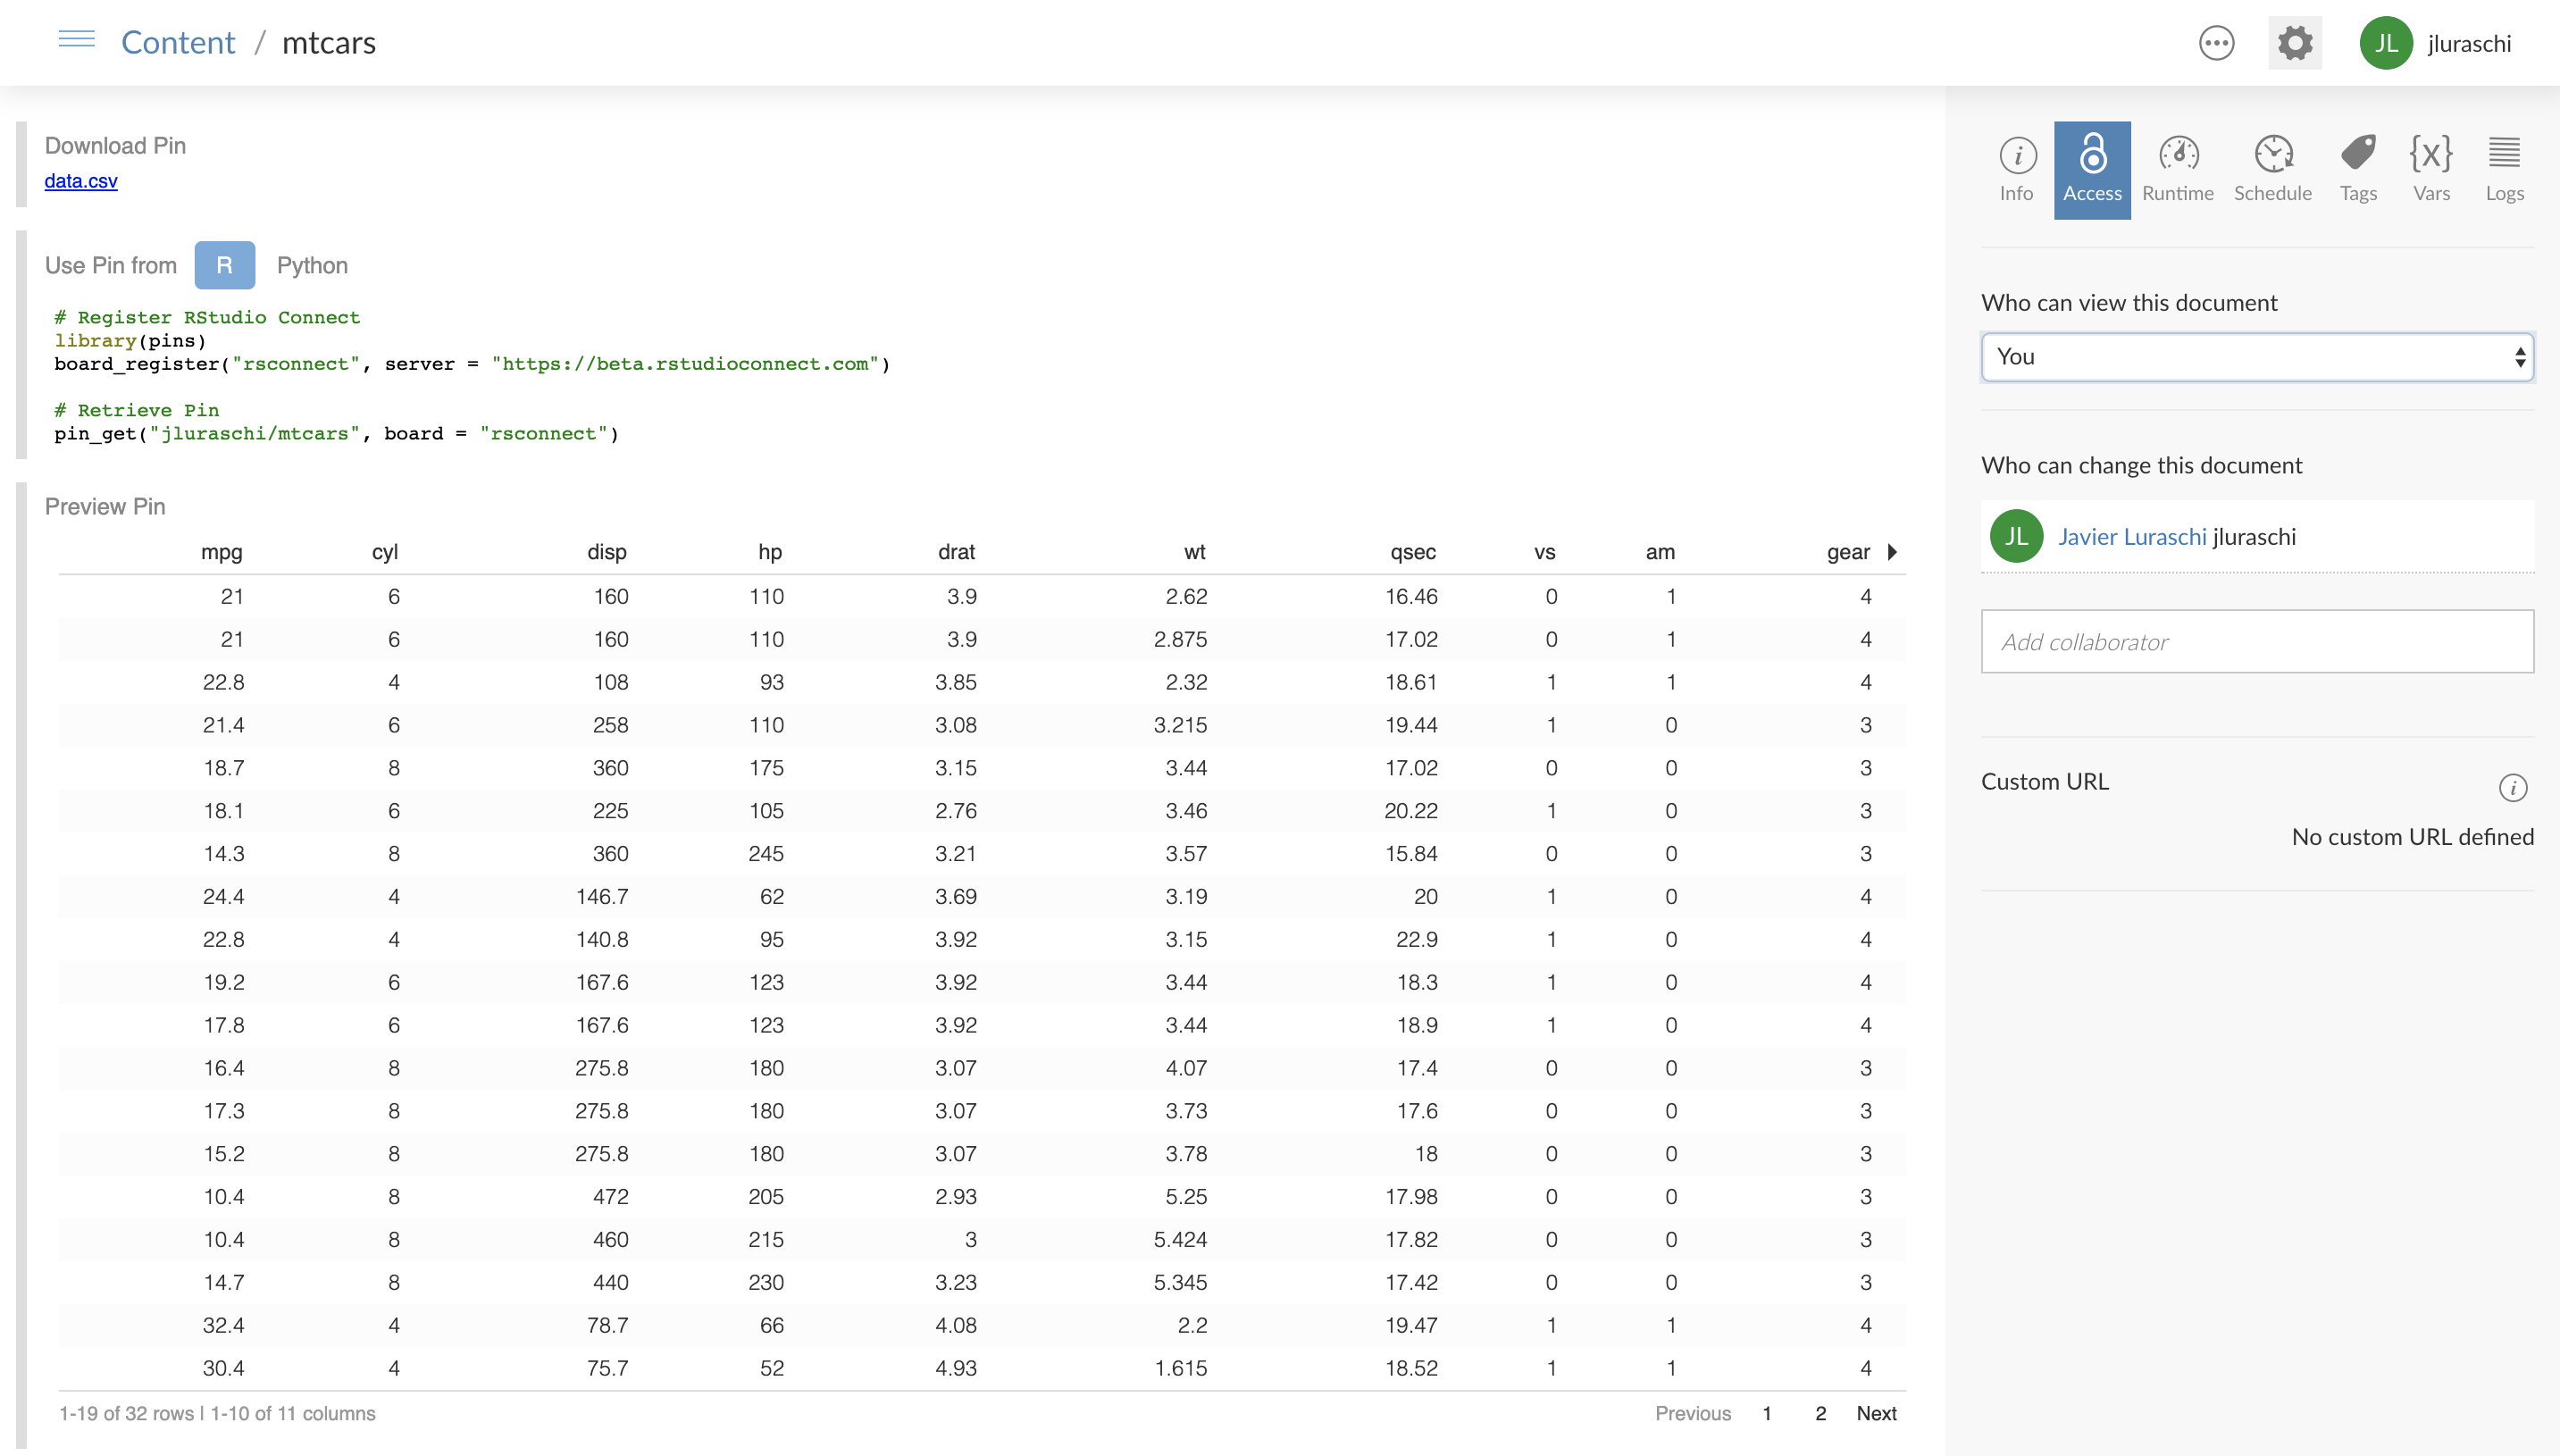 Content / mtcars
JL jluraschi
Download Pin
data.csv
Use Pin from R Python
# Register RStudio Connect
library(pins)
board_register("rsconnect", server = "https://beta.rstudioconnect.com")
# Retrieve Pin
pin_get("jluraschi/mtcars", board = "rsconnect")
Preview Pin
mpg cyl disp hp drat wt qsec vs am gear
21 6 160 110 3.9 2.62 16.46 0 1 4
21 6 160 110 3.9 2.875 17.02 0 1 4
22.8 4 108 93 3.85 2.32 18.61 1 1 4
21.4 6 258 110 3.08 3.215 19.44 1 0 3
18.7 8 360 175 3.15 3.44 17.02 0 0 3
18.1 6 225 105 2.76 3.46 20.22 1 0 3
14.3 8 360 245 3.21 3.57 15.84 0 0 3
24.4 4 146.7 62 3.69 3.19 20 1 0 4
22.8 4 140.8 95 3.92 3.15 22.9 1 0 4
19.2 6 167.6 123 3.92 3.44 18.3 1 0 4
17.8 6 167.6 123 3.92 3.44 18.9 1 0 4
16.4 8 275.8 180 3.07 4.07 17.4 0 0 3
17.3 8 275.8 180 3.07 3.73 17.6 0 0 3
15.2 8 275.8 180 3.07 3.78 18 0 0 3
10.4 8 472 205 2.93 5.25 17.98 0 0 3
10.4 8 460 215 3 5.424 17.82 0 0 3
14.7 8 440 230 3.23 5.345 17.42 0 0 3
32.4 4 78.7 66 4.08 2.2 19.47 1 1 4
30.4 4 75.7 52 4.93 1.615 18.52 1 1 4
1-19 of 32 rows | 1-10 of 11 columns
Previous 1 2 Next
Info Access Runtime Schedule {x} Tags Vars Logs
Who can view this document
You
Who can change this document
JL Javier Luraschi jluraschi
Add collaborator
Custom URL i
No custom URL defined